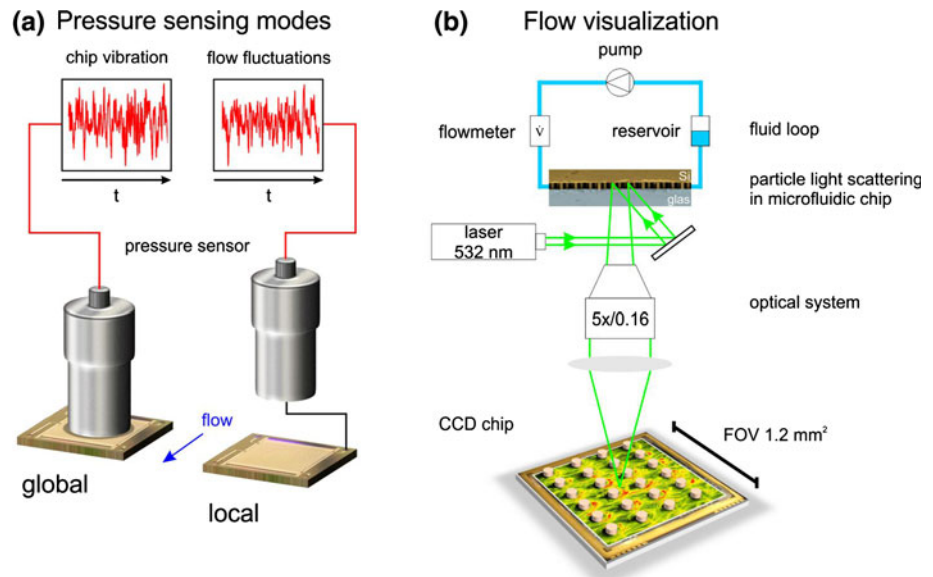 (a) Pressure sensing modes
chip vibration
flow fluctuations
t
t
pressure sensor
flow
global
local
(b) Flow visualization
pump
flowmeter
v̇
reservoir
fluid loop
Si
glas
particle light scattering
in microfluidic chip
laser
532 nm
5x/0.16
optical system
CCD chip
FOV 1.2 mm²